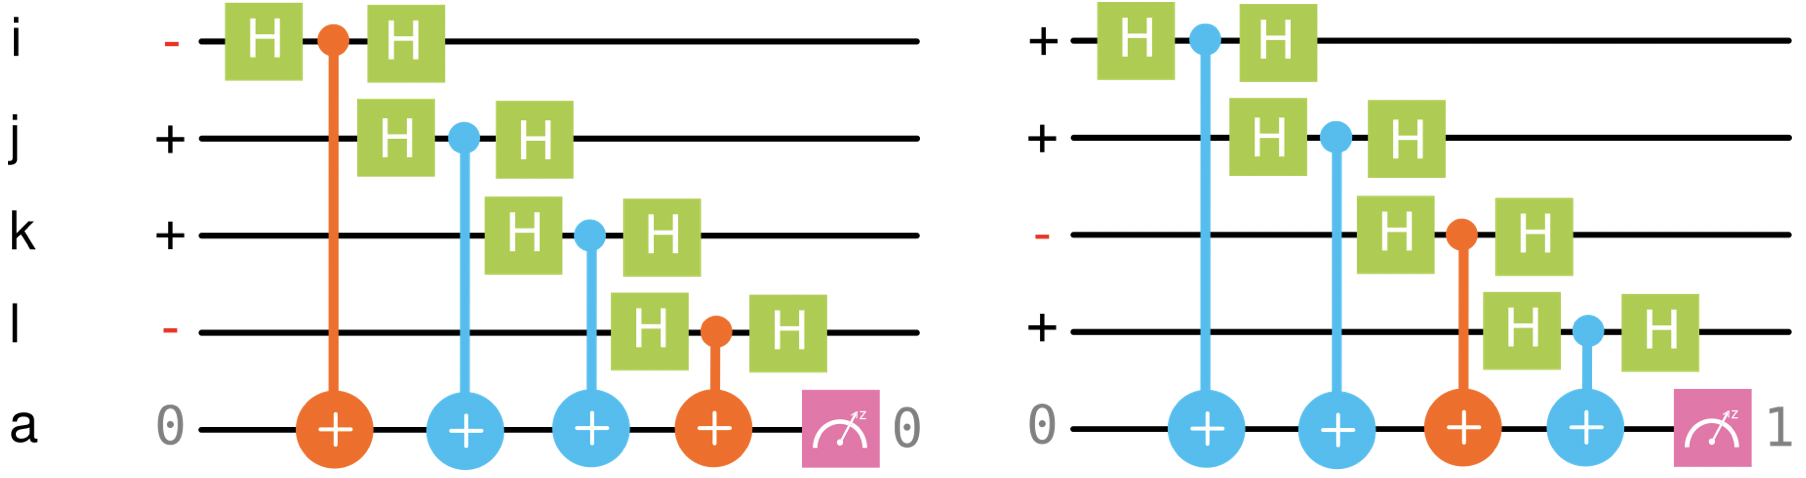 i - H H + H H
j + H H + H H
k + H H - H H
l - H H + H H
a 0 + + + + z 0 0 + + + + z 1